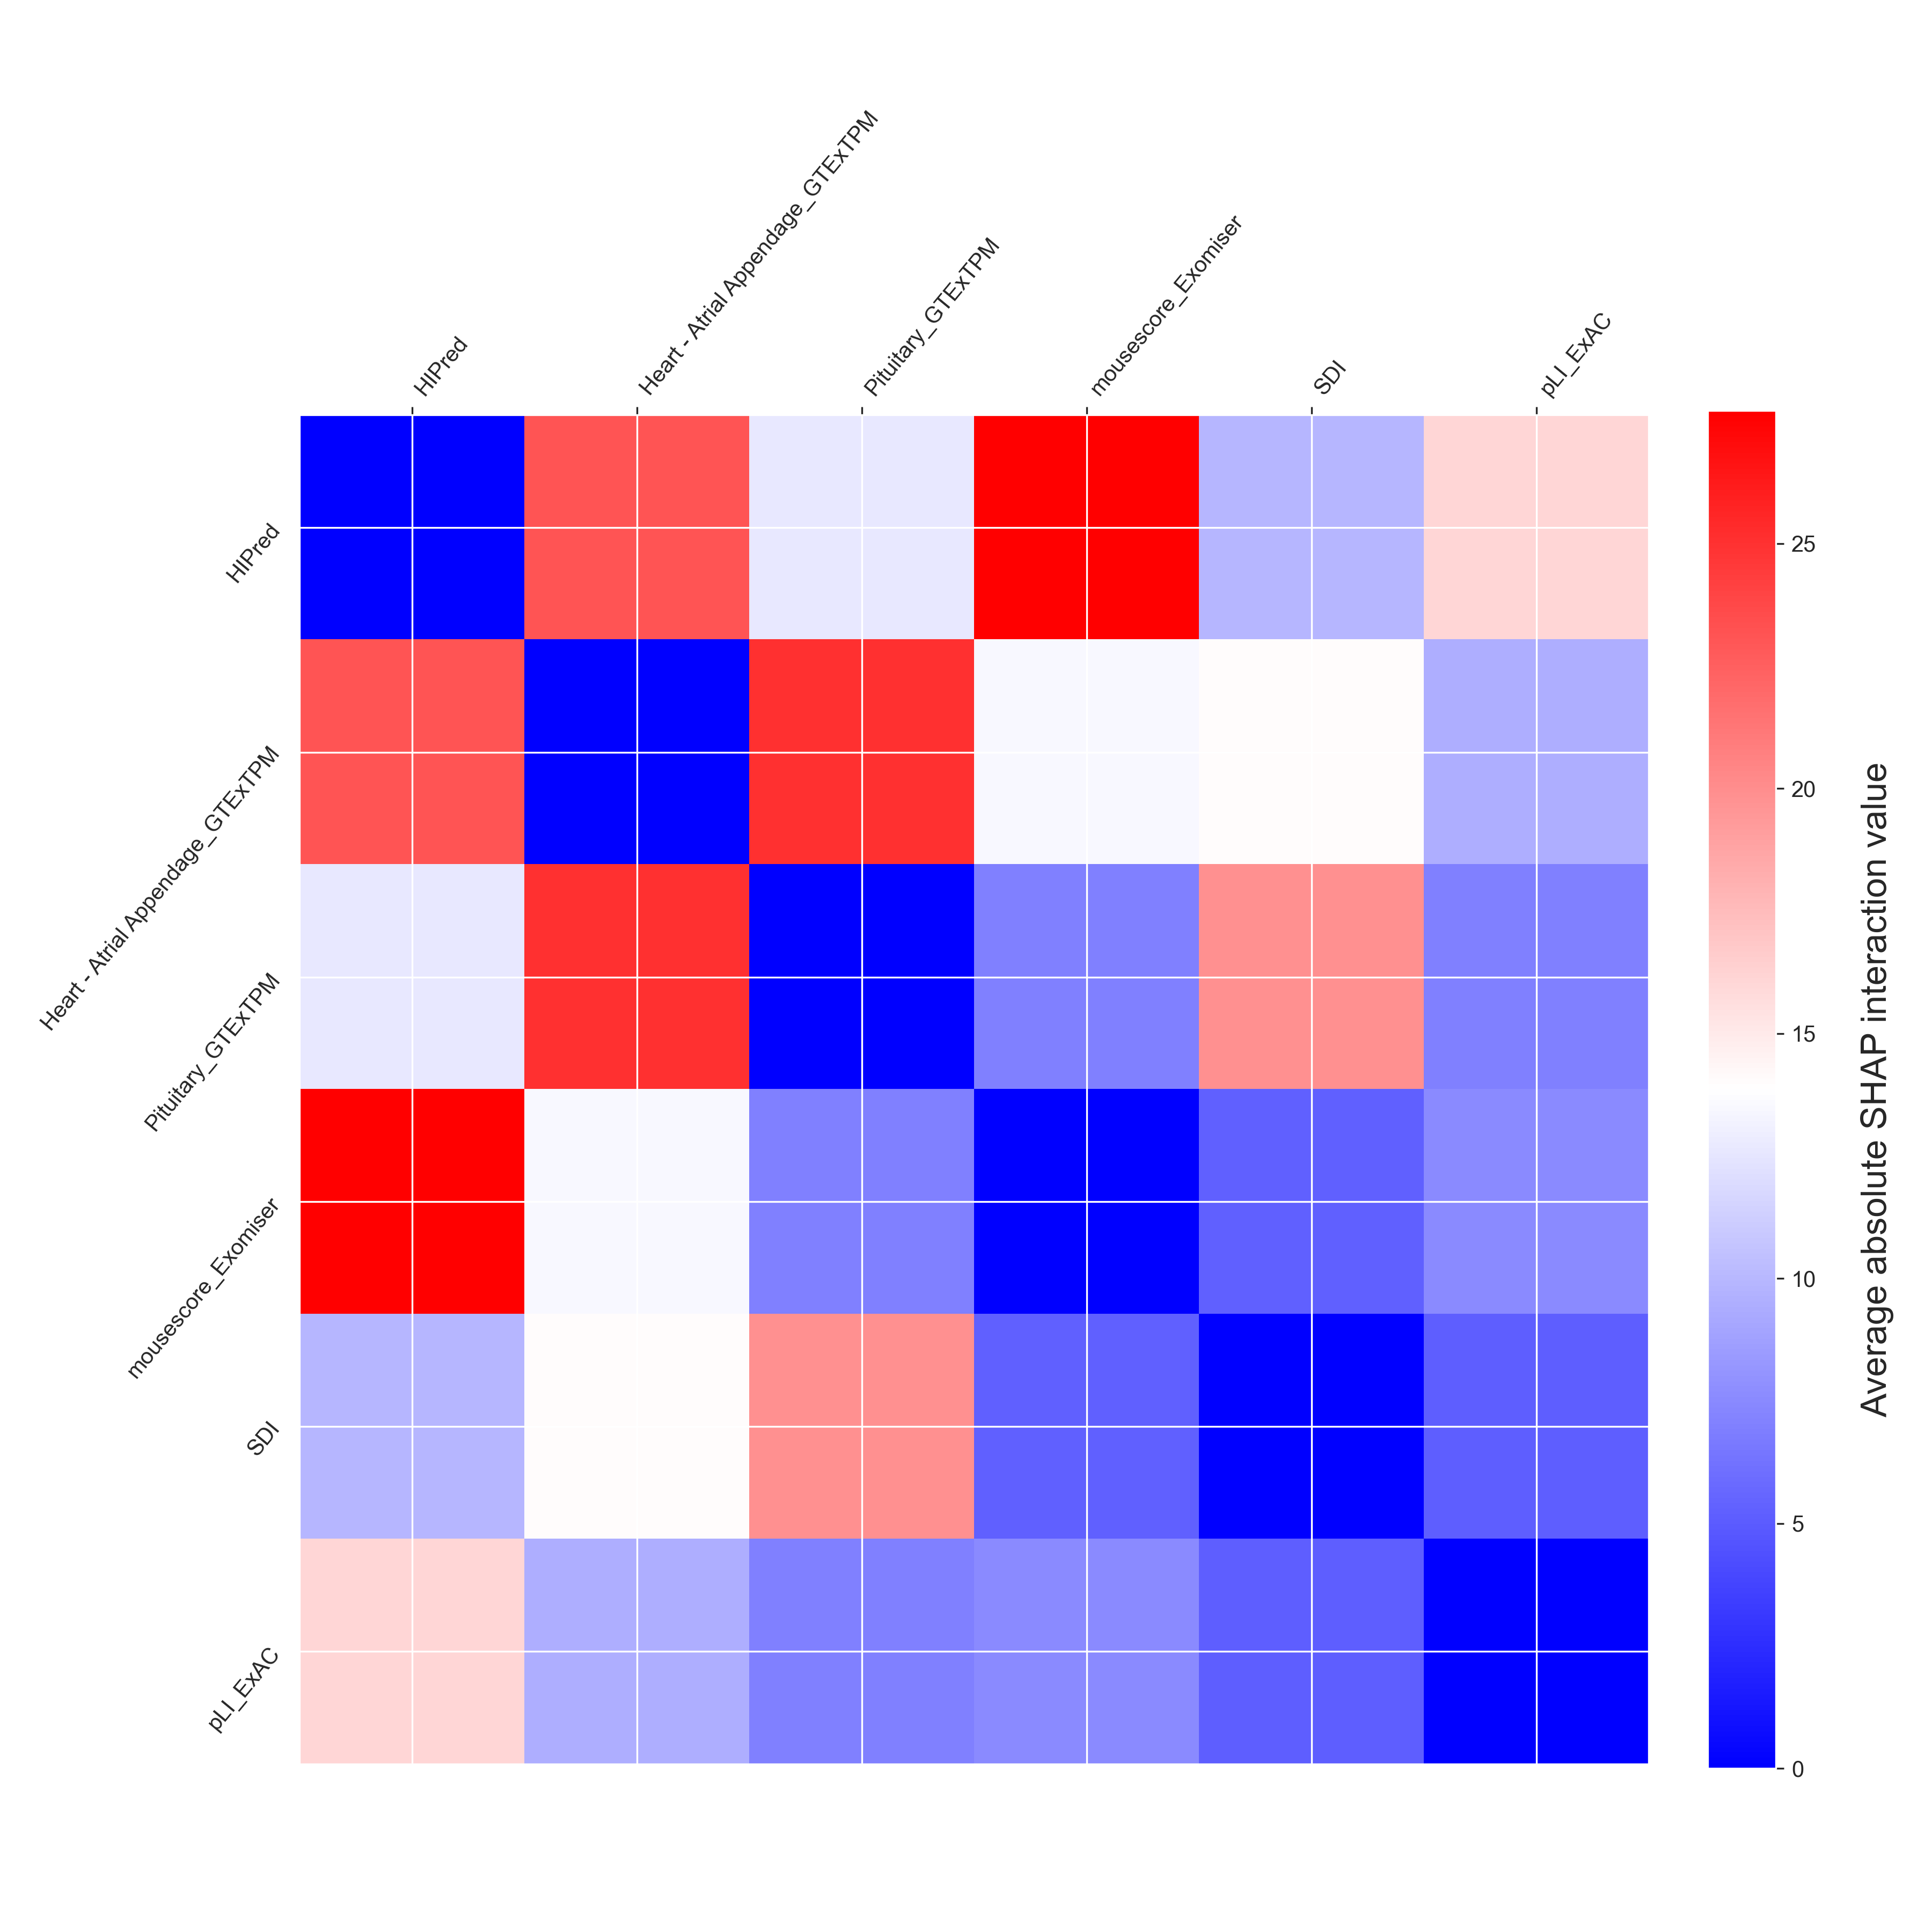 HIPred
Heart - Atrial Appendage_GTExTPM
Pituitary_GTExTPM
mousescore_Exomiser
SDI
pLI_ExAC
HIPred
Heart - Atrial Appendage_GTExTPM
Pituitary_GTExTPM
mousescore_Exomiser
SDI
pLI_ExAC
25
20
15
10
5
0
Average absolute SHAP interaction value